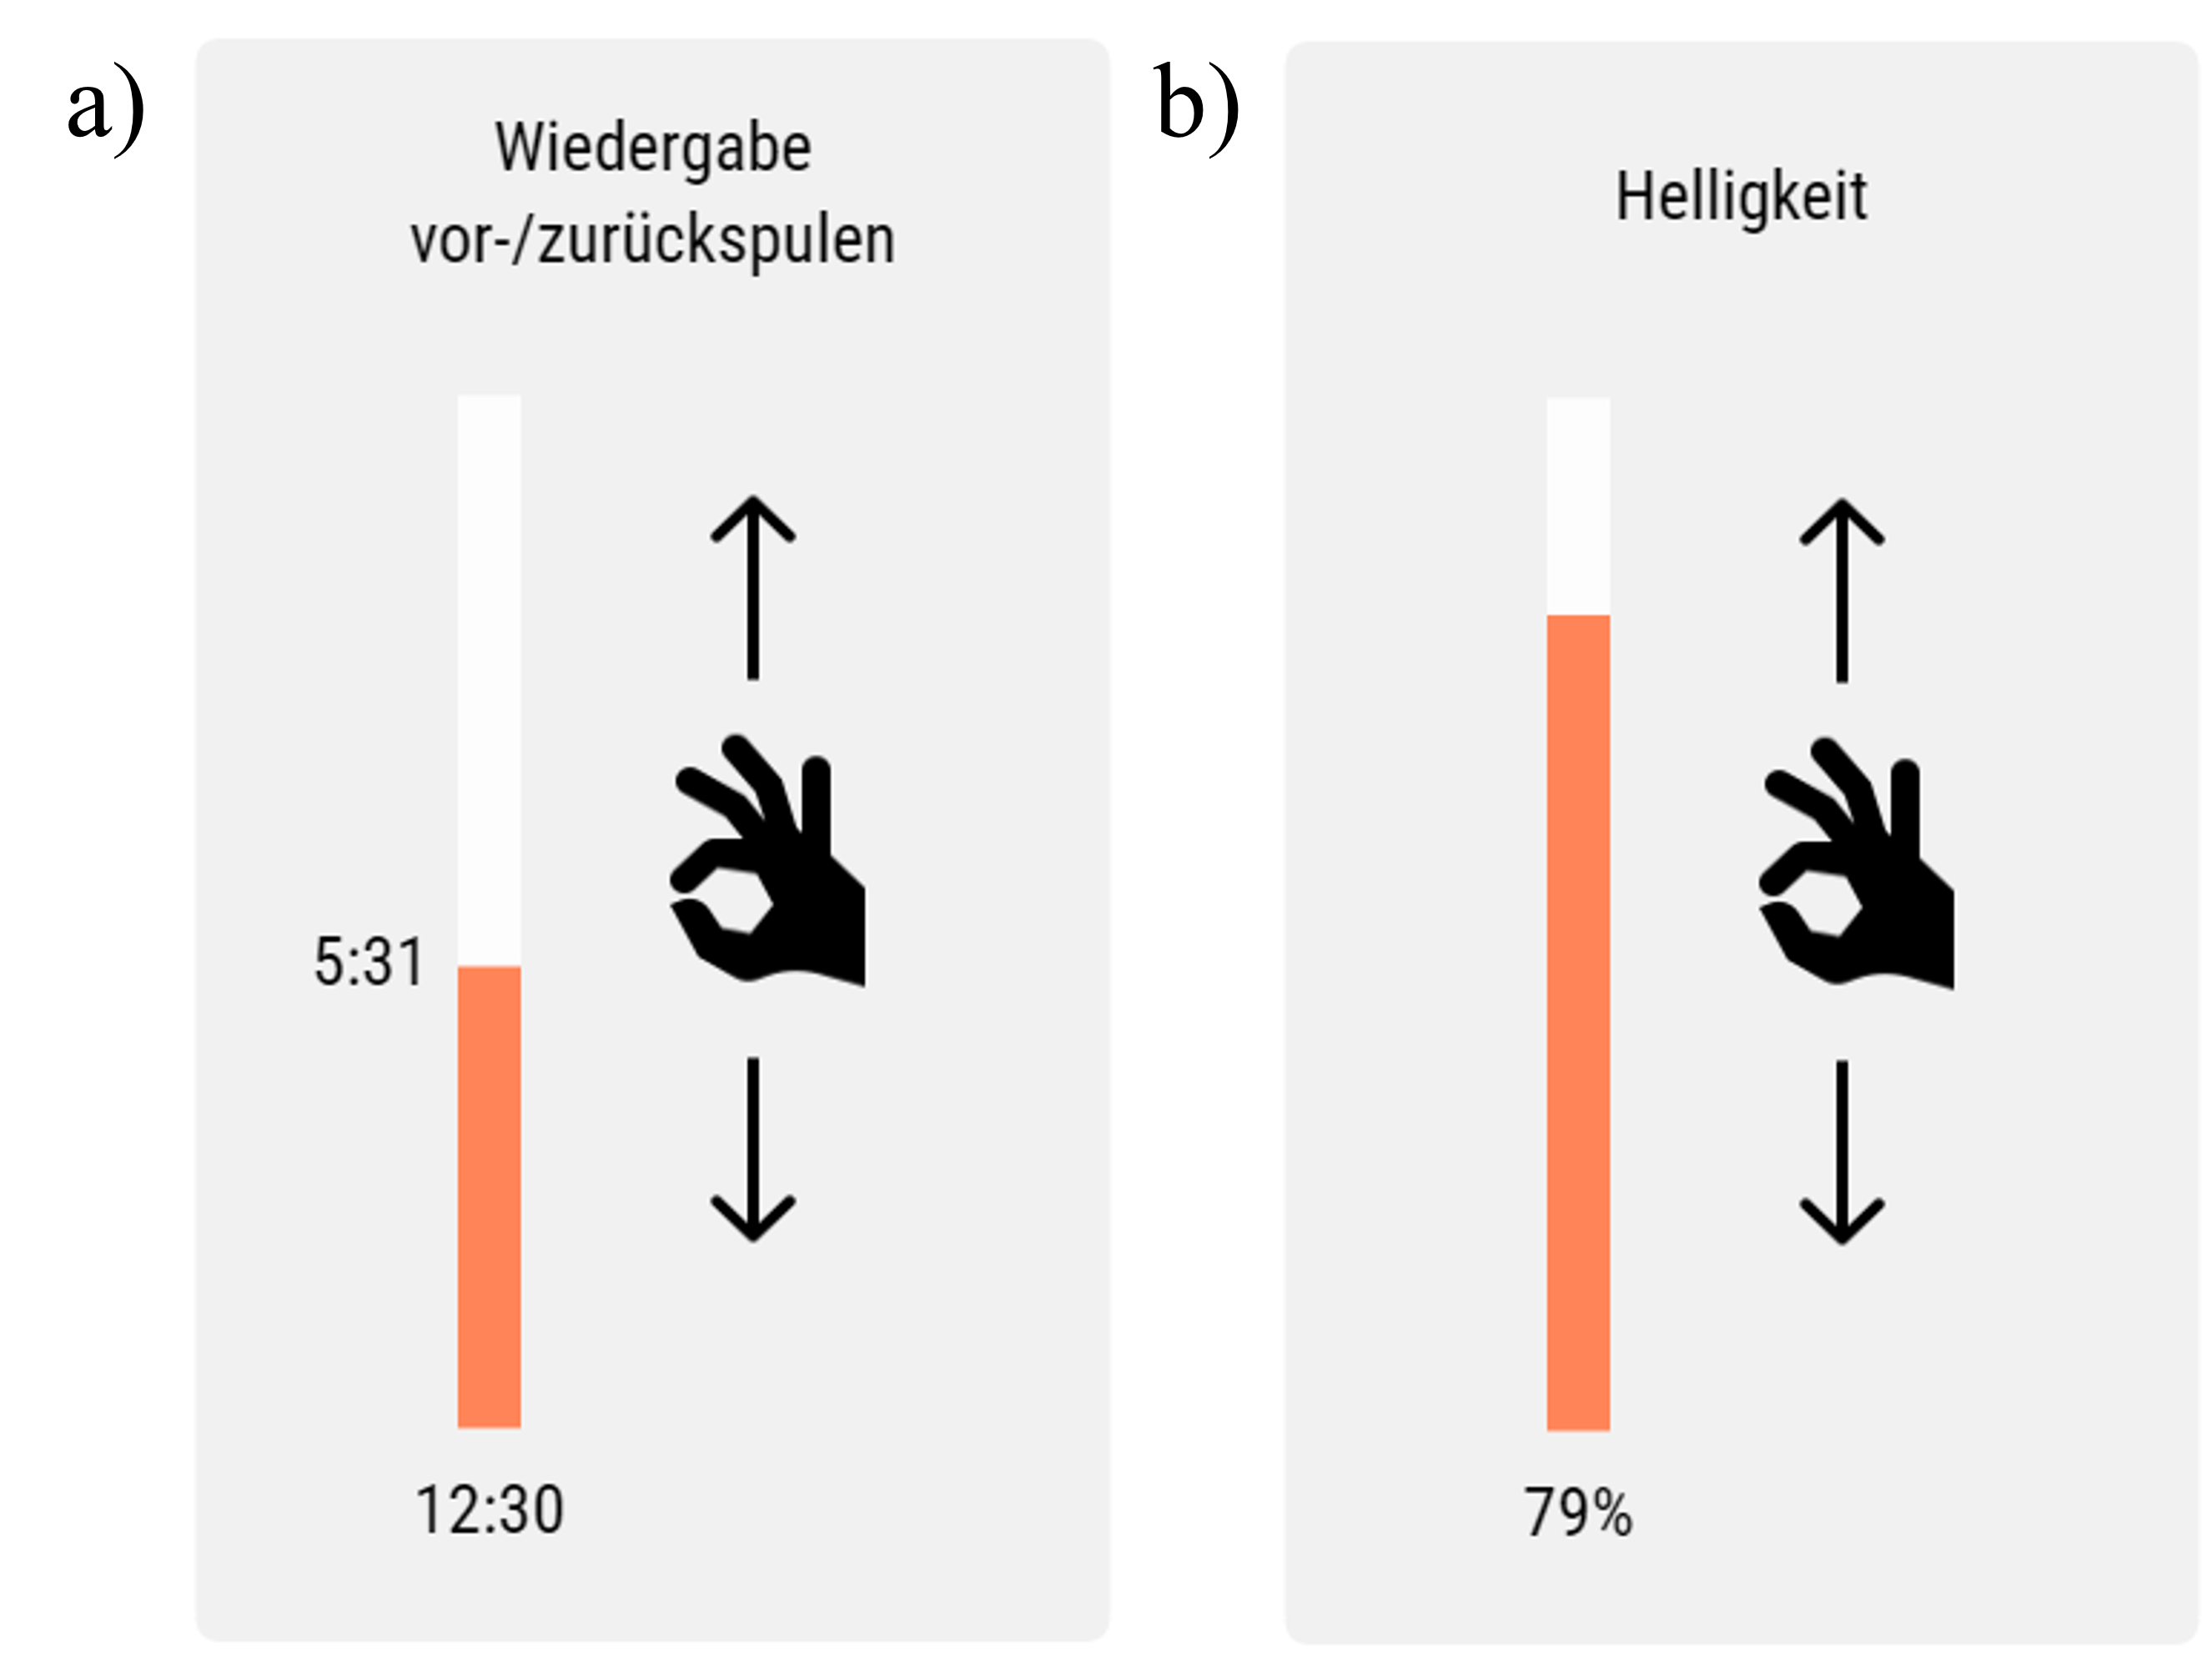 a)
Wiedergabe
vor-/zurückspulen
5:31
12:30
b)
Helligkeit
79%